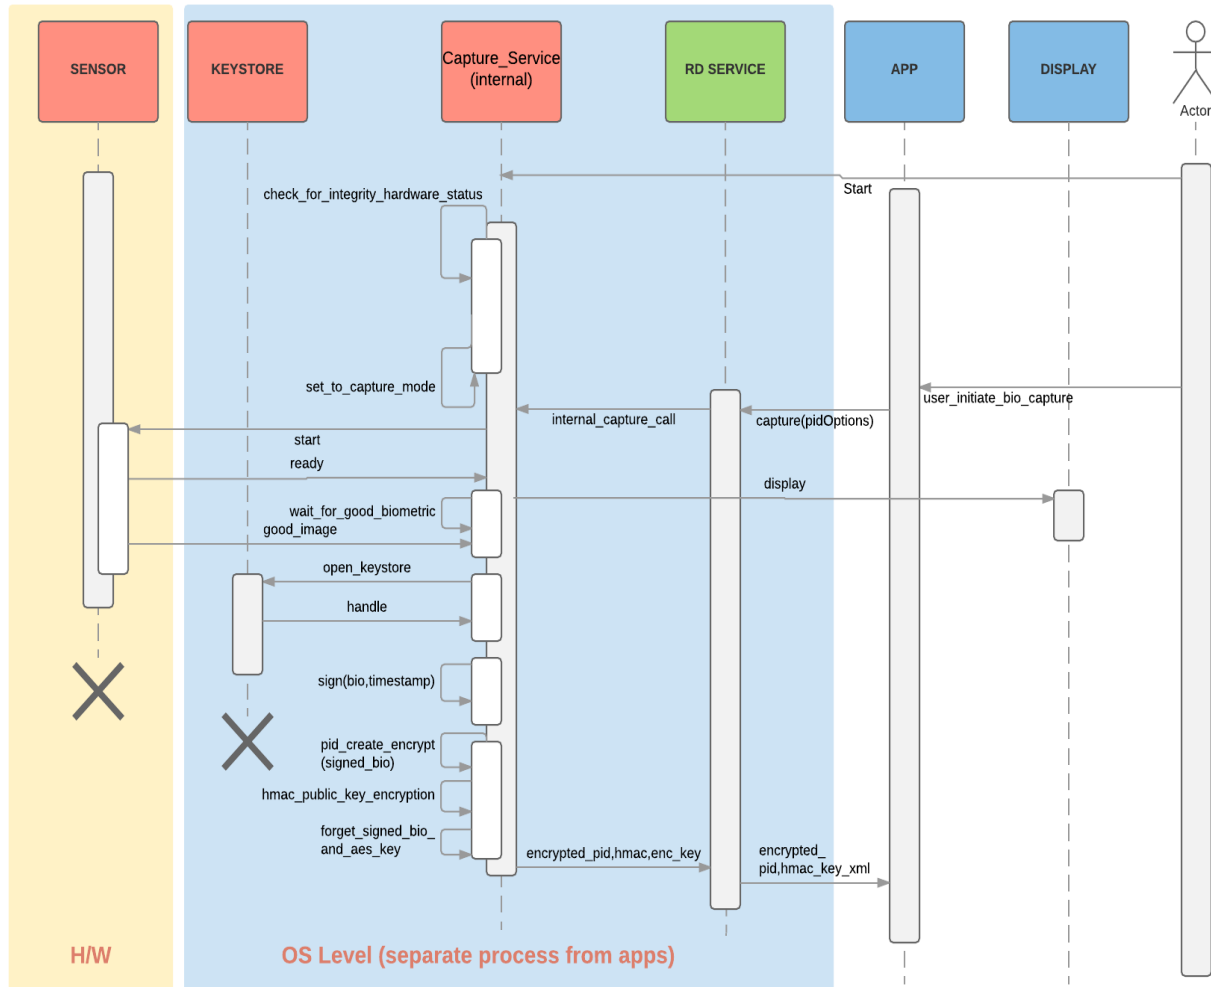 SENSOR
KEYSTORE
Capture_Service
(internal)
RD SERVICE
APP
DISPLAY
Actor
Start
check_for_integrity_hardware_status
set_to_capture_mode
user_initiate_bio_capture
internal_capture_call
capture(pidOptions)
start
ready
display
wait_for_good_biometric
good_image
open_keystore
handle
sign(bio,timestamp)
pid_create_encrypt
(signed_bio)
hmac_public_key_encryption
forget_signed_bio_
and_aes_key
encrypted_pid,hmac,enc_key
encrypted_
pid,hmac_key_xml
H/W
OS Level (separate process from apps)